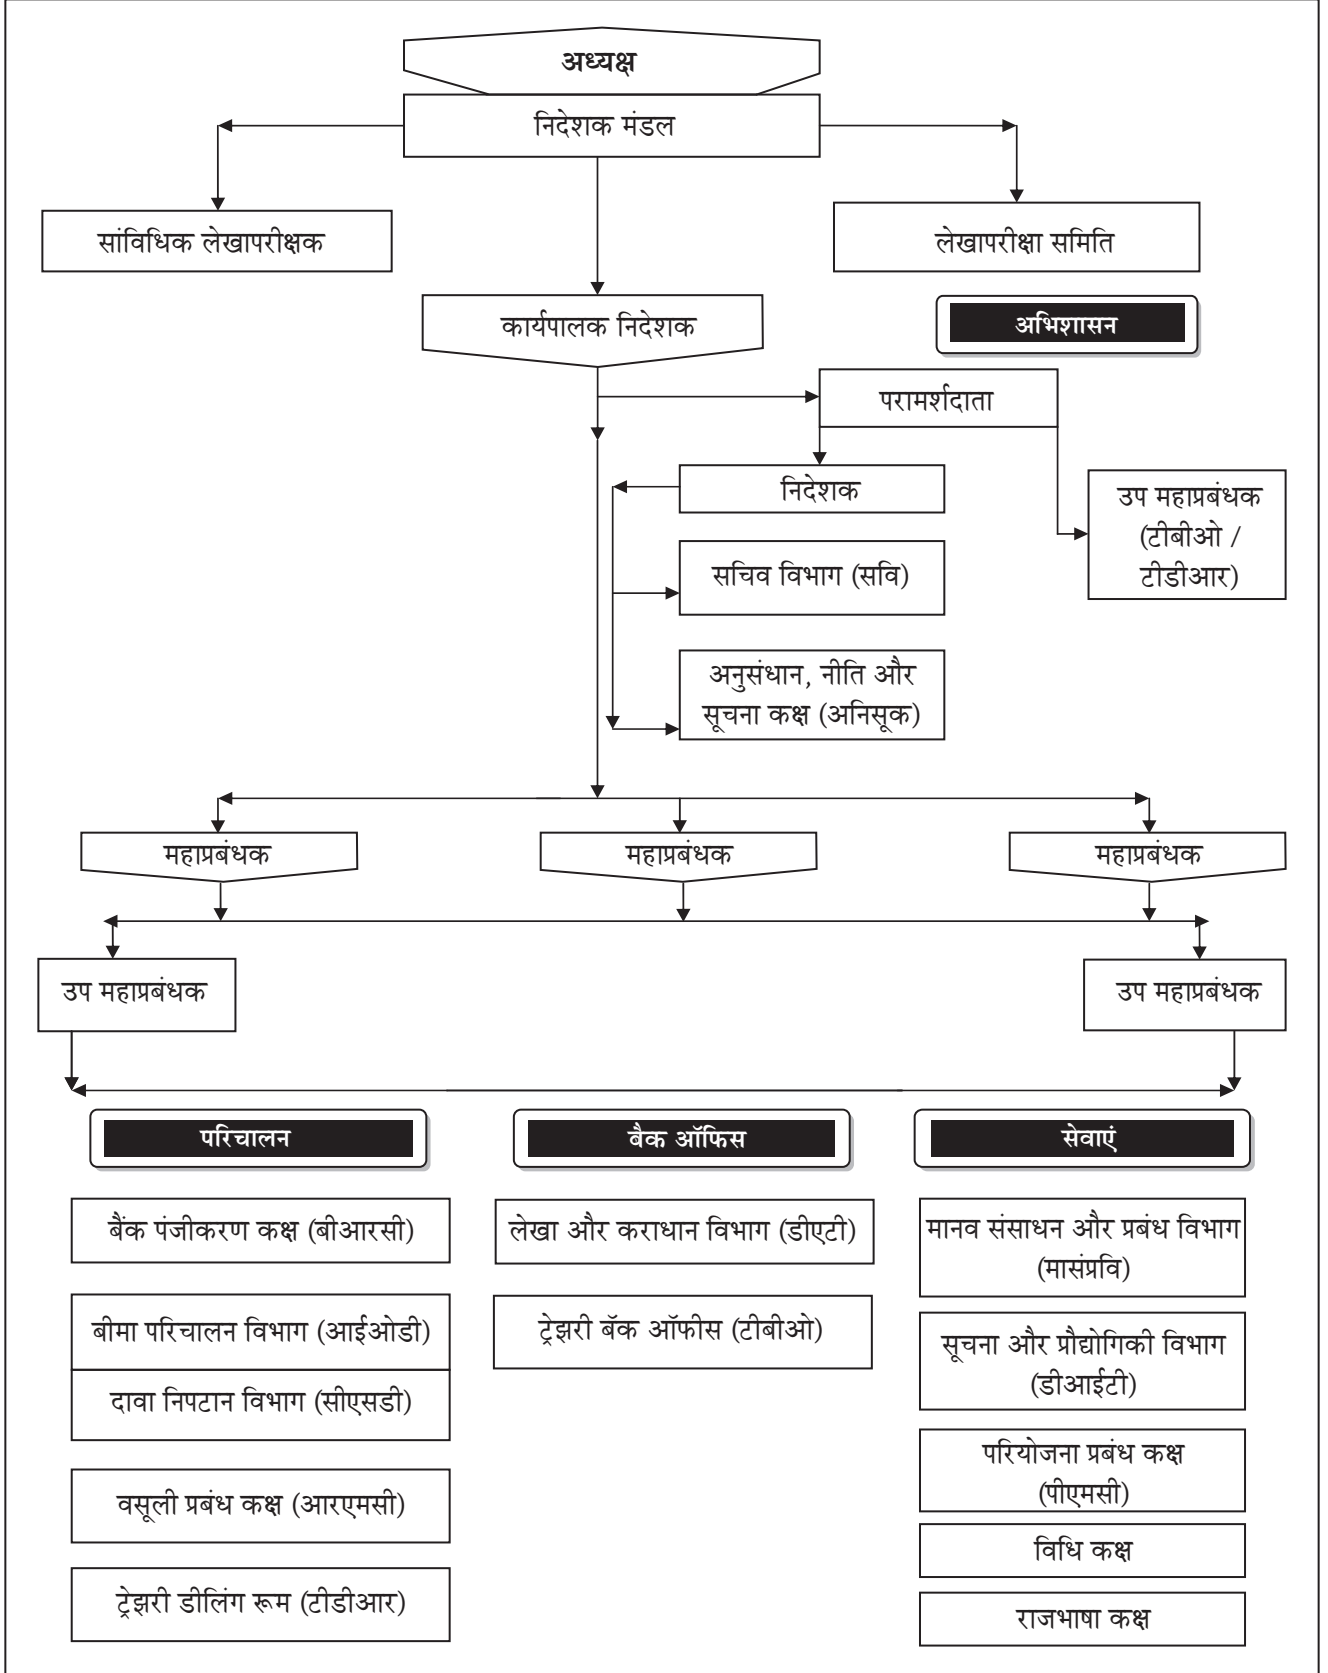 अध्यक्ष
निदेशक मंडल
सांविधिक लेखापरीक्षक
लेखापरीक्षा समिति
कार्यपालक निदेशक
अभिशासन
परामर्शदाता
निदेशक
उप महाप्रबंधक
(टीबीओ /
टीडीआर)
सचिव विभाग (सवि)
अनुसंधान, नीति और
सूचना कक्ष (अनिसूक)
महाप्रबंधक
महाप्रबंधक
महाप्रबंधक
उप महाप्रबंधक
उप महाप्रबंधक
परिचालन
बैंक पंजीकरण कक्ष (बीआरसी)
बीमा परिचालन विभाग (आईओडी)
दावा निपटान विभाग (सीएसडी)
वसूली प्रबंध कक्ष (आरएमसी)
ट्रेझरी डीलिंग रूम (टीडीआर)
बैक ऑफिस
लेखा और कराधान विभाग (डीएटी)
ट्रेझरी बॅक ऑफीस (टीबीओ)
सेवाएं
मानव संसाधन और प्रबंध विभाग
(मासंप्रवि)
सूचना और प्रौद्योगिकी विभाग
(डीआईटी)
परियोजना प्रबंध कक्ष
(पीएमसी)
विधि कक्ष
राजभाषा कक्ष